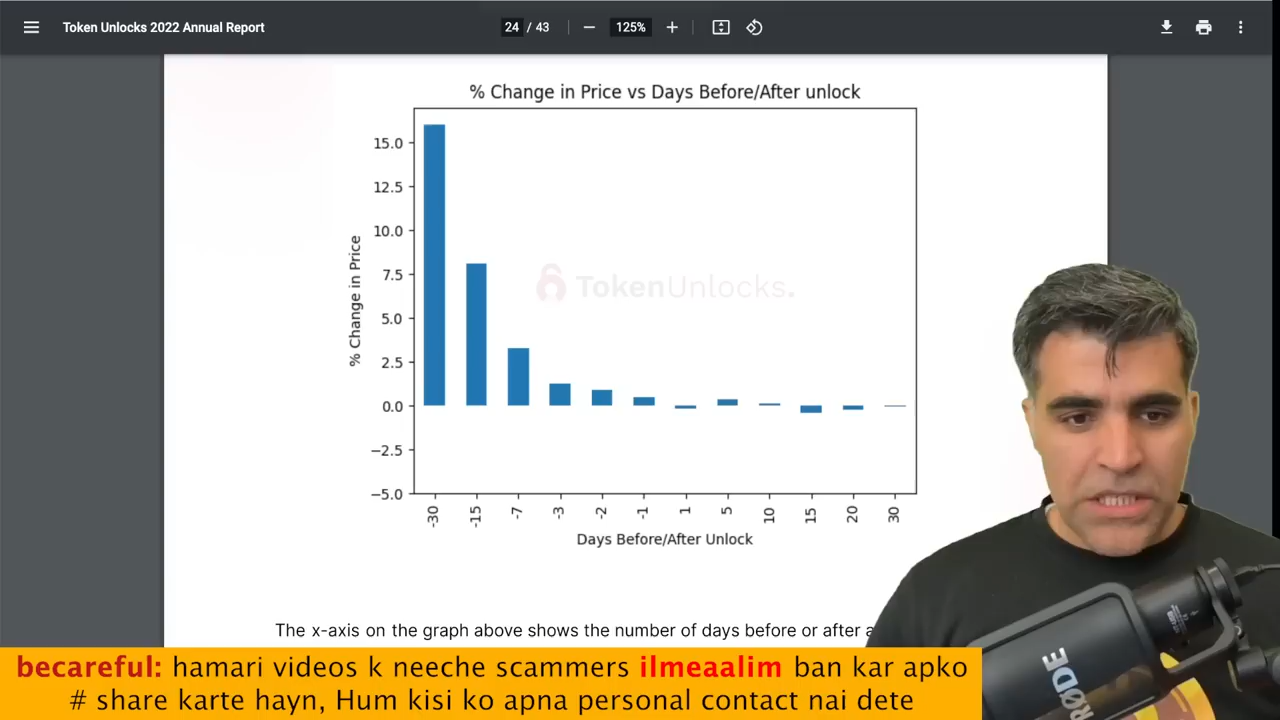 Token Unlocks 2022 Annual Report
24 / 43
125%
% Change in Price vs Days Before/After unlock
% Change in Price
15.0
12.5
10.0
7.5
5.0
2.5
0.0
−2.5
−5.0
TokenUnlocks.
-30 -15 -7 -3 -2 -1 1 5 10 15 20 30
Days Before/After Unlock
The x-axis on the graph above shows the number of days before or after
becareful: hamari videos k neeche scammers ilmeaalim ban kar apko
# share karte hayn, Hum kisi ko apna personal contact nai dete
RØDE